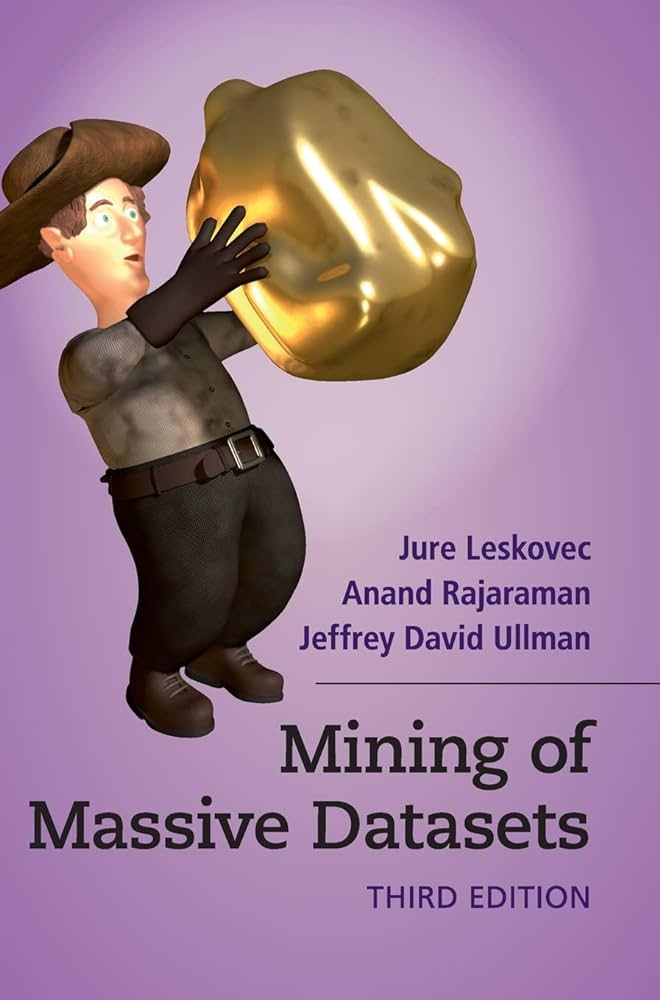 Jure Leskovec
Anand Rajaraman
Jeffrey David Ullman
Mining of
Massive Datasets
THIRD EDITION